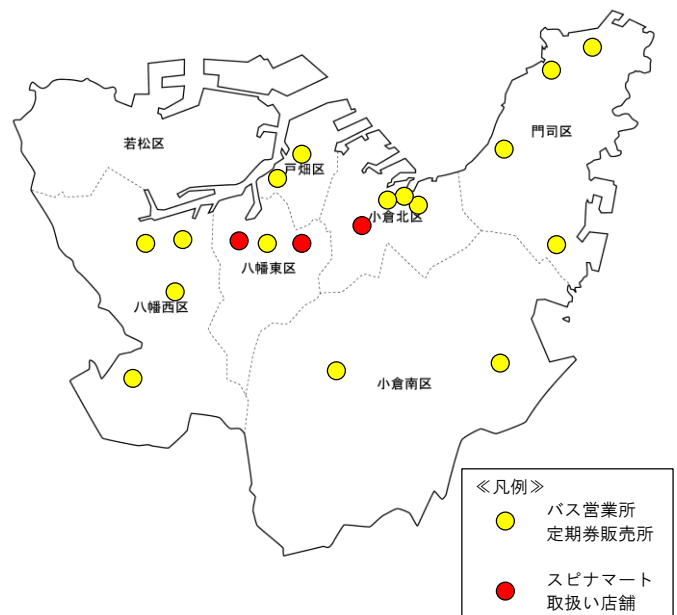 若松区
戸畑区
門司区
小倉北区
八幡東区
八幡西区
小倉南区
≪凡例≫
バス営業所
定期券販売所
スピナマート
取扱い店舗